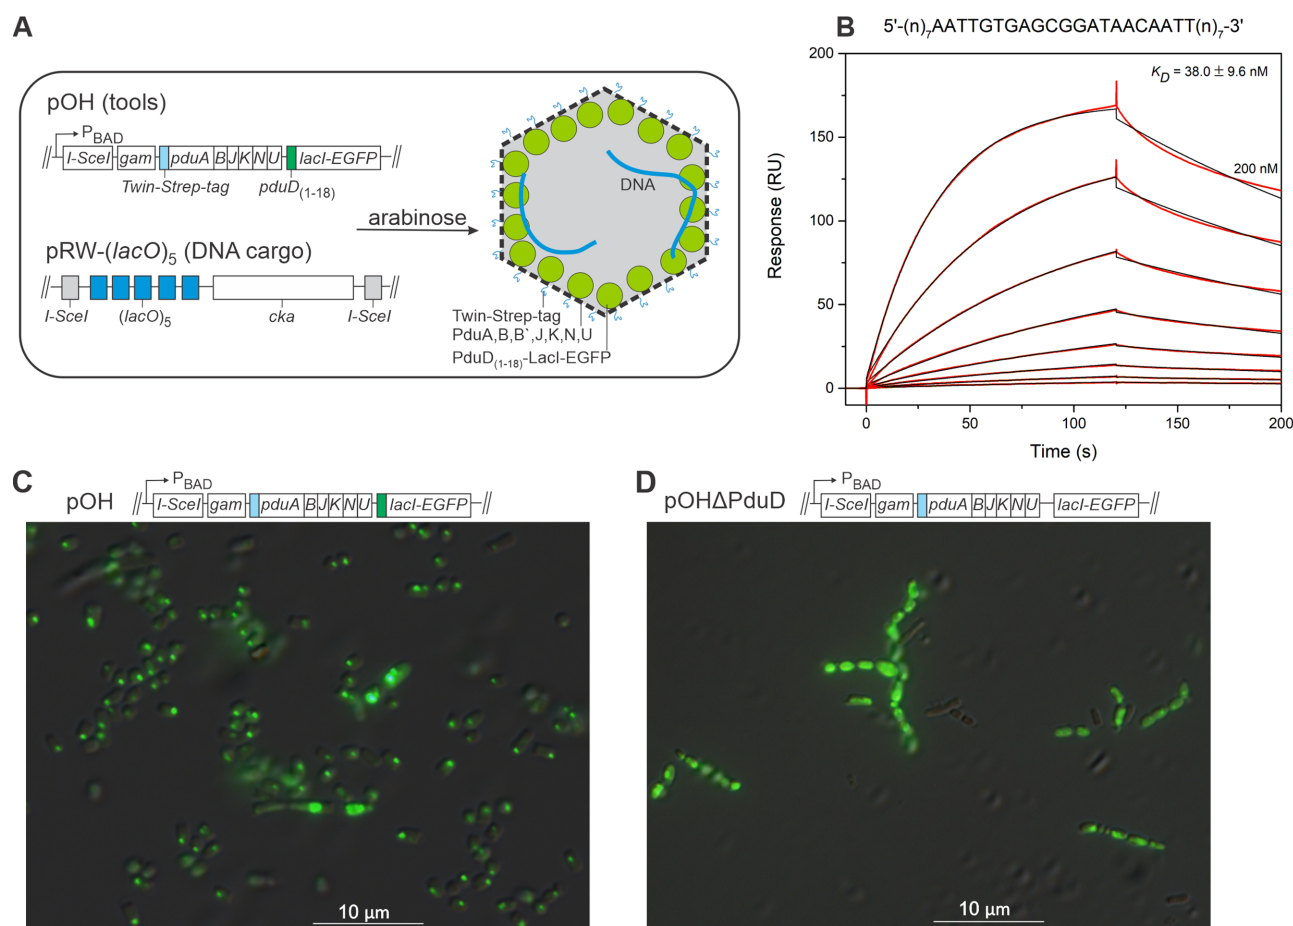 A
pOH (tools)
P_BAD
I-SceI gam pduA B J K N U lacI-EGFP
Twin-Strep-tag pduD(1-18)
pRW-(lacO)5 (DNA cargo)
I-SceI (lacO)5 cka I-SceI
arabinose
DNA
Twin-Strep-tag
PduA,B,B`,J,K,N,U
PduD(1-18)-LacI-EGFP
B
5'-(n)7AATTGTGAGCGGATAACAATT(n)7-3'
KD = 38.0 ± 9.6 nM
200 nM
Response (RU)
200
150
100
50
0
0 50 100 150 200
Time (s)
C
pOH
P_BAD
I-SceI gam pduA B J K N U lacI-EGFP
10 µm
D
pOHΔPduD
P_BAD
I-SceI gam pduA B J K N U lacI-EGFP
10 µm